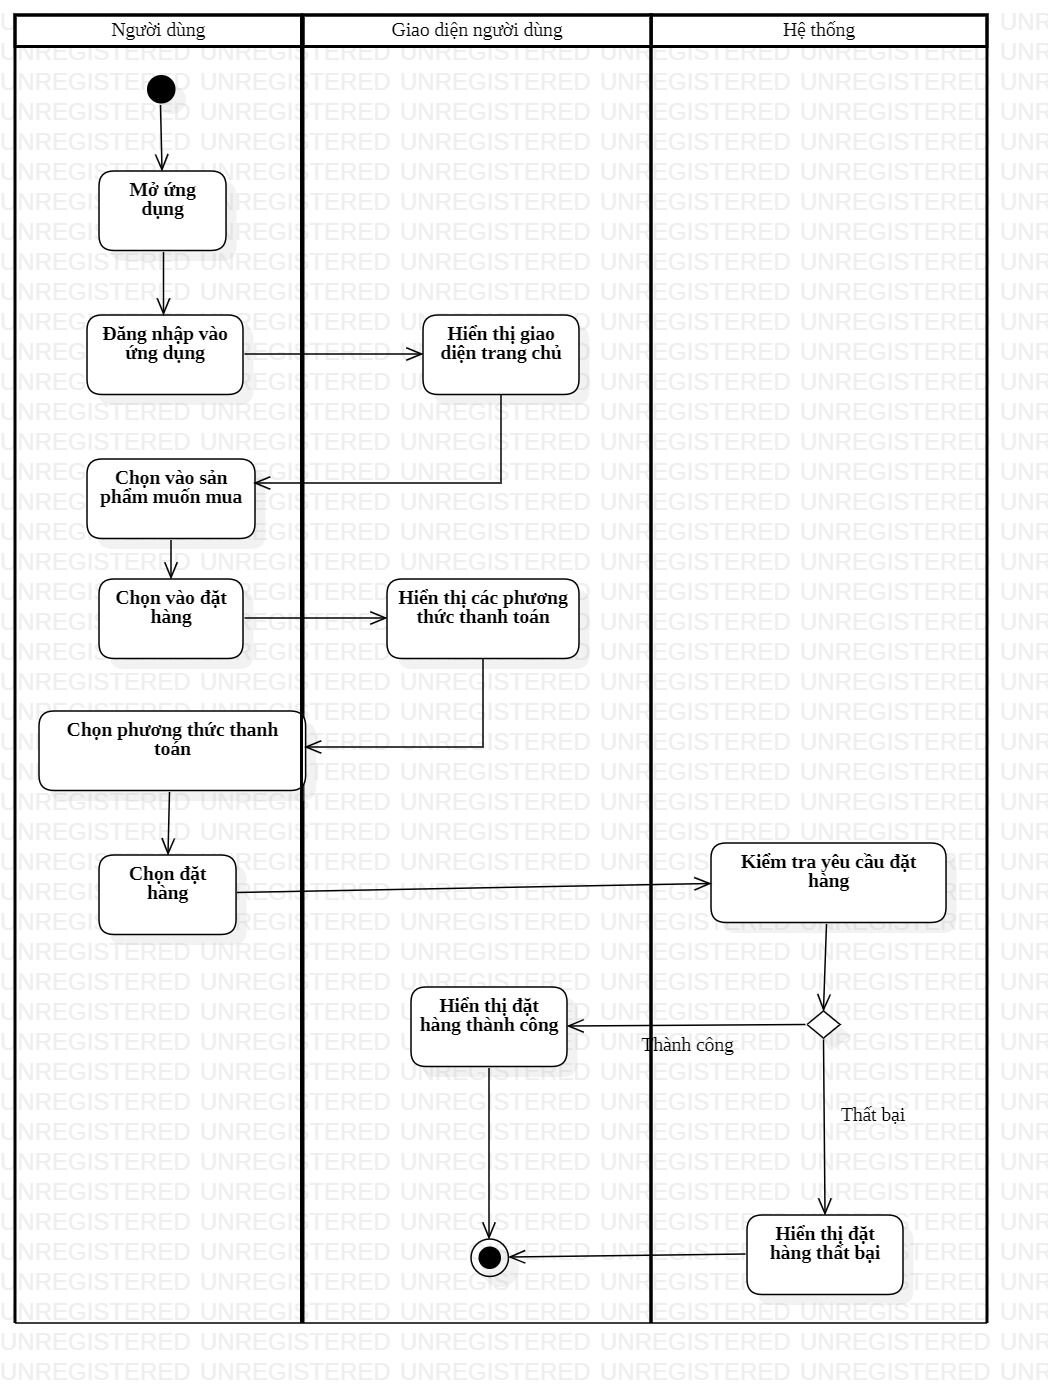 Người dùng
Giao diện người dùng
Hệ thống
Mở ứng
dụng
Đăng nhập vào
ứng dụng
Hiển thị giao
diện trang chủ
Chọn vào sản
phẩm muốn mua
Chọn vào đặt
hàng
Hiển thị các phương
thức thanh toán
Chọn phương thức thanh
toán
Chọn đặt
hàng
Kiểm tra yêu cầu đặt
hàng
Hiển thị đặt
hàng thành công
Thành công
Thất bại
Hiển thị đặt
hàng thất bại
UNREGISTERED